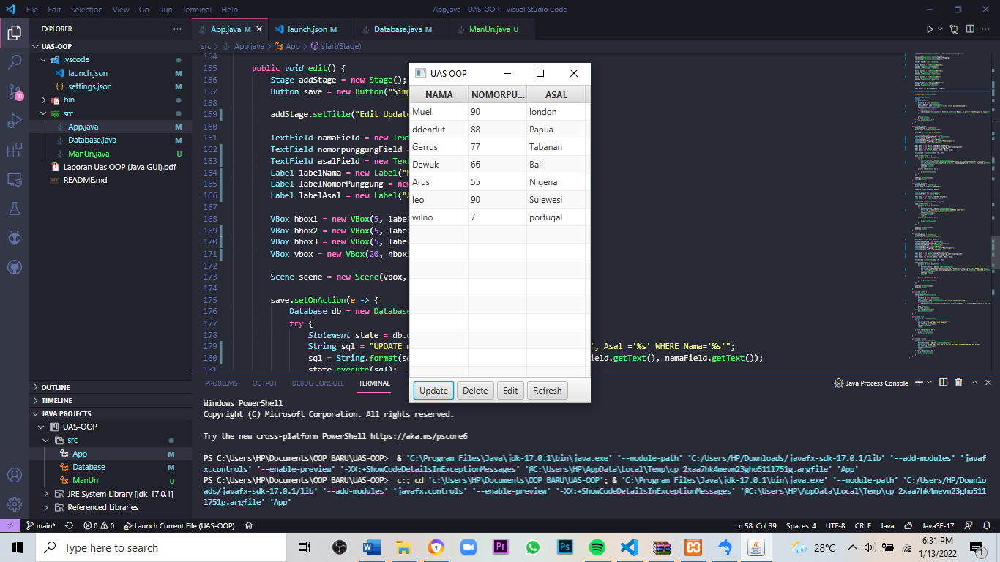 File Edit Selection View Go Run Terminal Help
App.java - UAS-OOP - Visual Studio Code
EXPLORER
UAS-OOP
.vscode
launch.json M
settings.json M
bin
src
App.java M
Database.java M
ManUn.java U
Laporan Uas OOP (Java GUI).pdf
README.md
OUTLINE
TIMELINE
JAVA PROJECTS
UAS-OOP
src
App M
Database M
ManUn U
JRE System Library [jdk-17.0.1]
Referenced Libraries
10
App.java M
launch.json M
Database.java M
ManUn.java U
src > App.java > App > start(Stage)
154
155 public void edit() {
156 Stage addStage = new Stage();
157 Button save = new Button("Simp
158
159 addStage.setTitle("Edit Update
160
161 TextField namaField = new Text
162 TextField nomorpunggungField =
163 TextField asalField = new Text
164 Label labelNama = new Label("N
165 Label labelNomorPunggung = new
166 Label labelAsal = new Label("A
167
168 VBox hbox1 = new VBox(5, label
169 VBox hbox2 = new VBox(5, label
170 VBox hbox3 = new VBox(5, label
171 VBox vbox = new VBox(20, hbox1
172
173 Scene scene = new Scene(vbox,
174
175 save.setOnAction(e -> {
176 Database db = new Database
177 try {
178 Statement state = db.c
179 String sql = "UPDATE m ', Asal ='%s' WHERE Nama='%s'";
180 sql = String.format(sq ield.getText(), namaField.getText());
181 state.execute(sql);
UAS OOP
NAMA NOMORPU... ASAL
Muel 90 london
ddendut 88 Papua
Gerrus 77 Tabanan
Dewuk 66 Bali
Arus 55 Nigeria
leo 90 Sulewesi
wilno 7 portugal
Update Delete Edit Refresh
PROBLEMS OUTPUT DEBUG CONSOLE TERMINAL
Java Process Console
Windows PowerShell
Copyright (C) Microsoft Corporation. All rights reserved.
Try the new cross-platform PowerShell https://aka.ms/pscore6
PS C:\Users\HP\Documents\OOP BARU\UAS-OOP> & 'C:\Program Files\Java\jdk-17.0.1\bin\java.exe' '--module-path' 'C:/Users/HP/Downloads/javafx-sdk-17.0.1/lib' '--add-modules' 'javaf
x.controls' '--enable-preview' '-XX:+ShowCodeDetailsInExceptionMessages' '@C:\Users\HP\AppData\Local\Temp\cp_2xaa7hk4mevm23gho511l751g.argfile' 'App'
PS C:\Users\HP\Documents\OOP BARU\UAS-OOP> c:; cd 'c:\Users\HP\Documents\OOP BARU\UAS-OOP'; & 'C:\Program Files\Java\jdk-17.0.1\bin\java.exe' '--module-path' 'C:/Users/HP/Downlo
ads/javafx-sdk-17.0.1/lib' '--add-modules' 'javafx.controls' '--enable-preview' '-XX:+ShowCodeDetailsInExceptionMessages' '@C:\Users\HP\AppData\Local\Temp\cp_2xaa7hk4mevm23gho511
l751g.argfile' 'App'
main* 0 0 Launch Current File (UAS-OOP)
Ln 58, Col 39 Spaces: 4 UTF-8 CRLF Java JavaSE-17
Type here to search
W
Pr
Ps
28°C
6:31 PM
1/13/2022
1